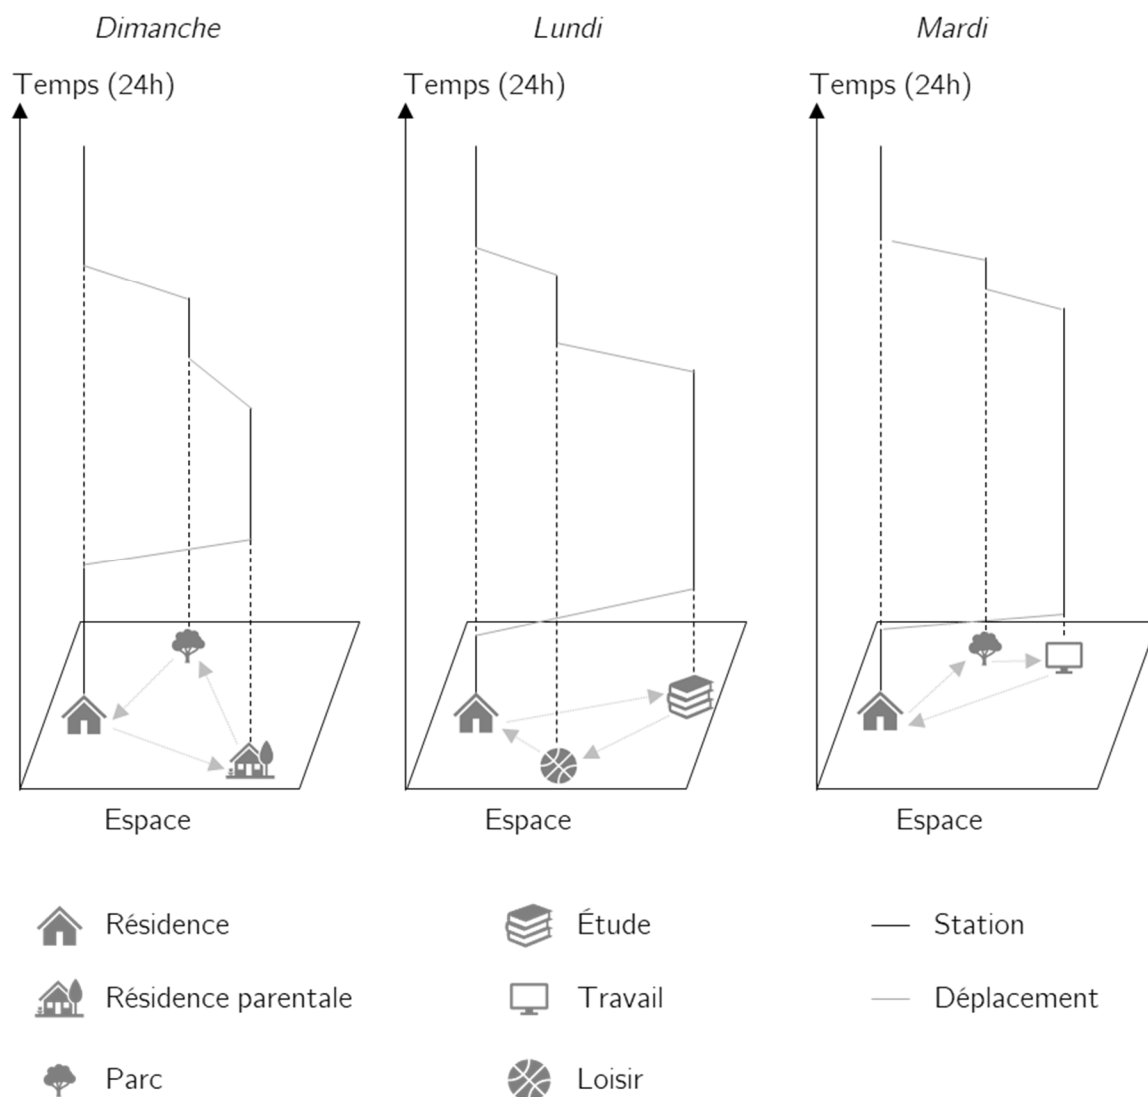 Dimanche
Lundi
Mardi
Temps (24h)
Temps (24h)
Temps (24h)
Espace
Espace
Espace
Résidence
Étude
Station
Résidence parentale
Travail
Déplacement
Parc
Loisir